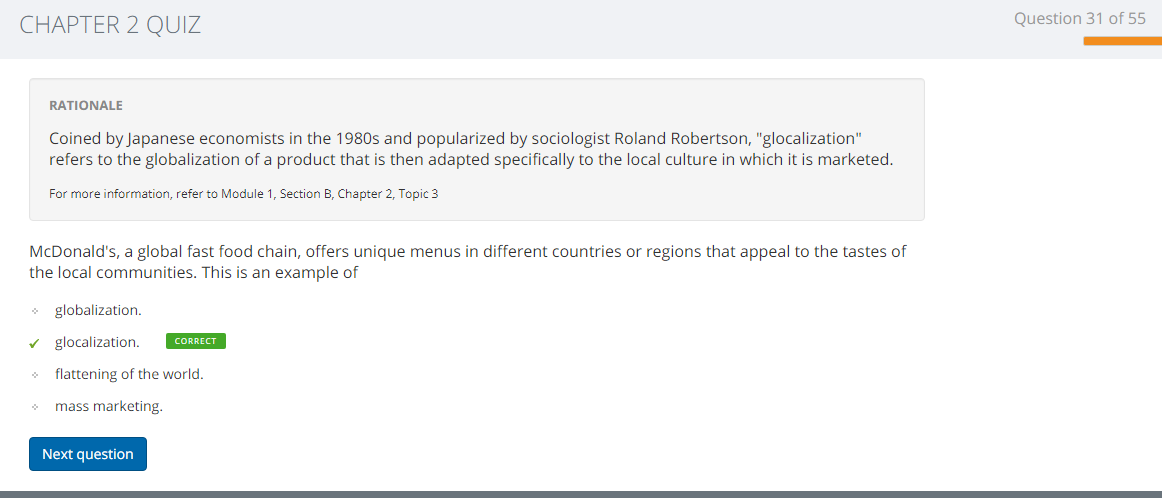 CHAPTER 2 QUIZ
Question 31 of 55
RATIONALE
Coined by Japanese economists in the 1980s and popularized by sociologist Roland Robertson, "glocalization"
refers to the globalization of a product that is then adapted specifically to the local culture in which it is marketed.
For more information, refer to Module 1, Section B, Chapter 2, Topic 3
McDonald's, a global fast food chain, offers unique menus in different countries or regions that appeal to the tastes of
the local communities. This is an example of
globalization.
glocalization. CORRECT
flattening of the world.
mass marketing.
Next question